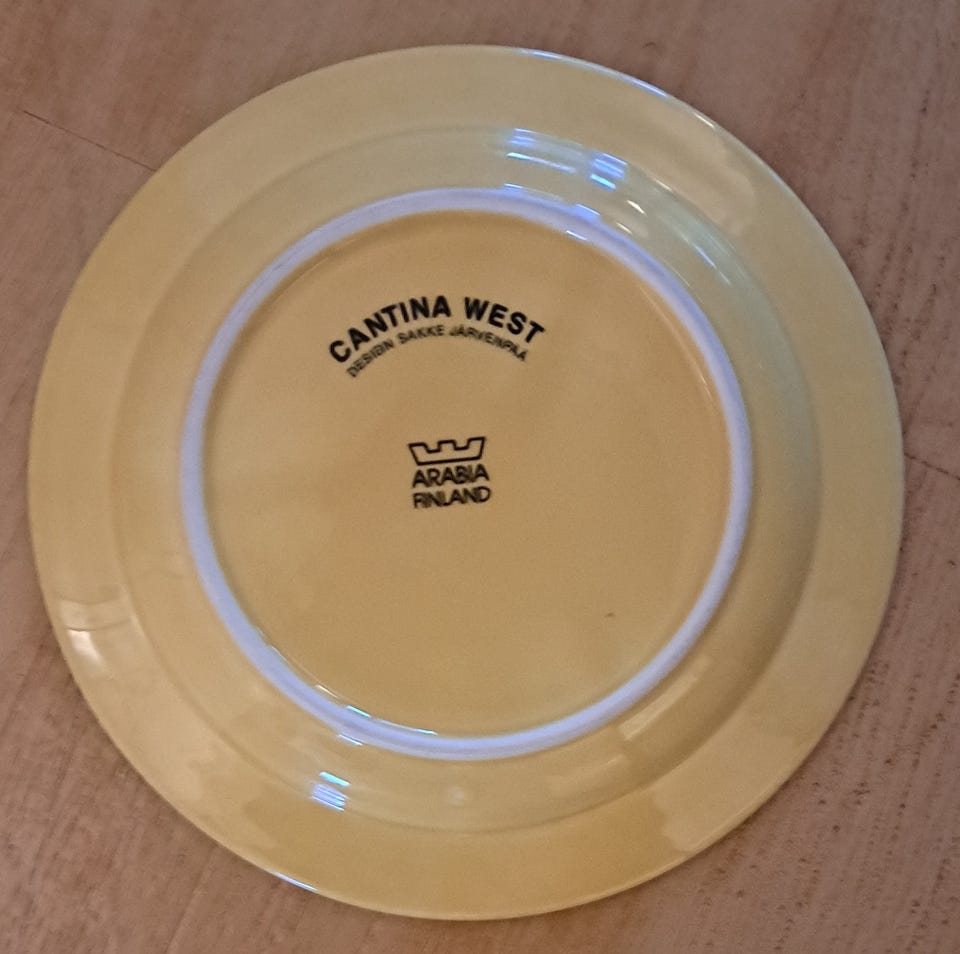 CANTINA WEST
DESIGN SAKKE JÄRVENPÄÄ
ARABIA
FINLAND